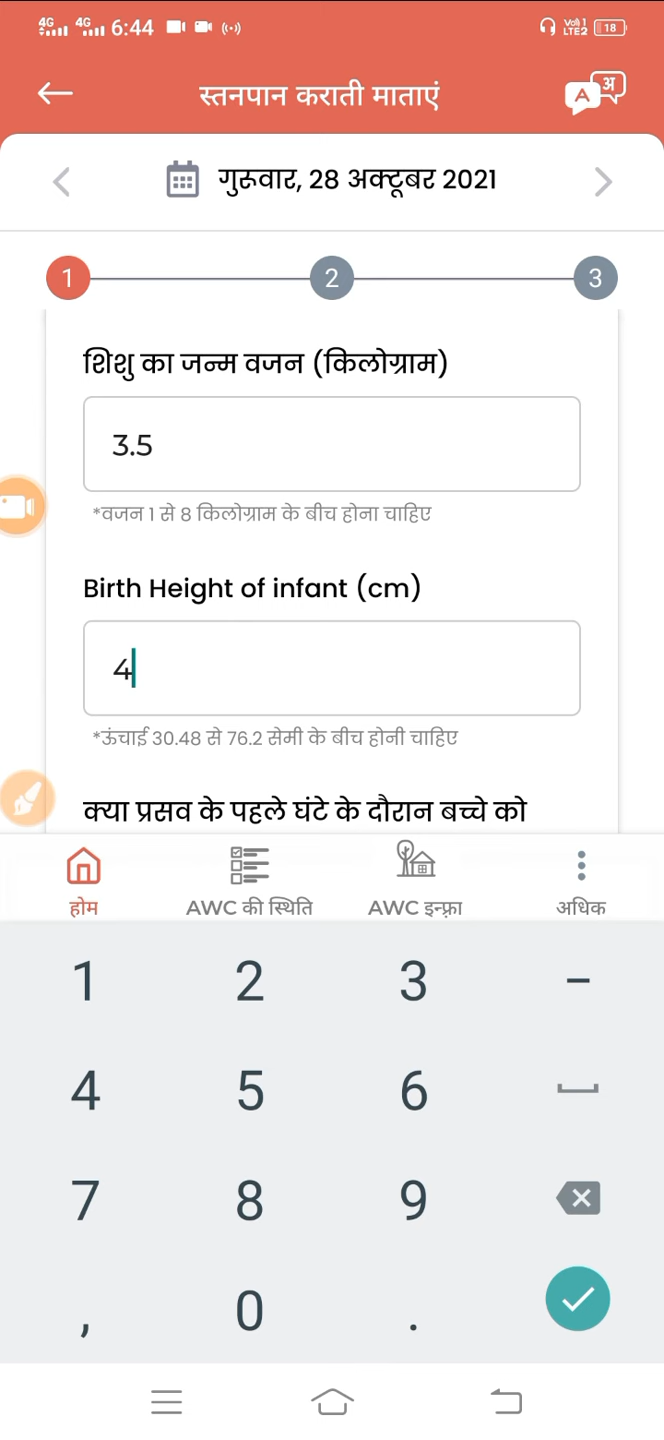 4G 4G 6:44 Vo) 1 LTE2 18
स्तनपान कराती माताएं A अ
गुरूवार, 28 अक्टूबर 2021
1 2 3
शिशु का जन्म वजन (किलोग्राम)
3.5
*वजन 1 से 8 किलोग्राम के बीच होना चाहिए
Birth Height of infant (cm)
4
*ऊंचाई 30.48 से 76.2 सेमी के बीच होनी चाहिए
क्या प्रसव के पहले घंटे के दौरान बच्चे को
होम AWC की स्थिति AWC इन्फ़्रा अधिक
1 2 3 –
4 5 6
7 8 9
, 0 .